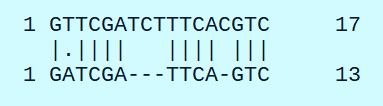 1 GTTCGATCTTTCACGTC 17
|.|||| |||| |||
1 GATCGA---TTCA-GTC 13